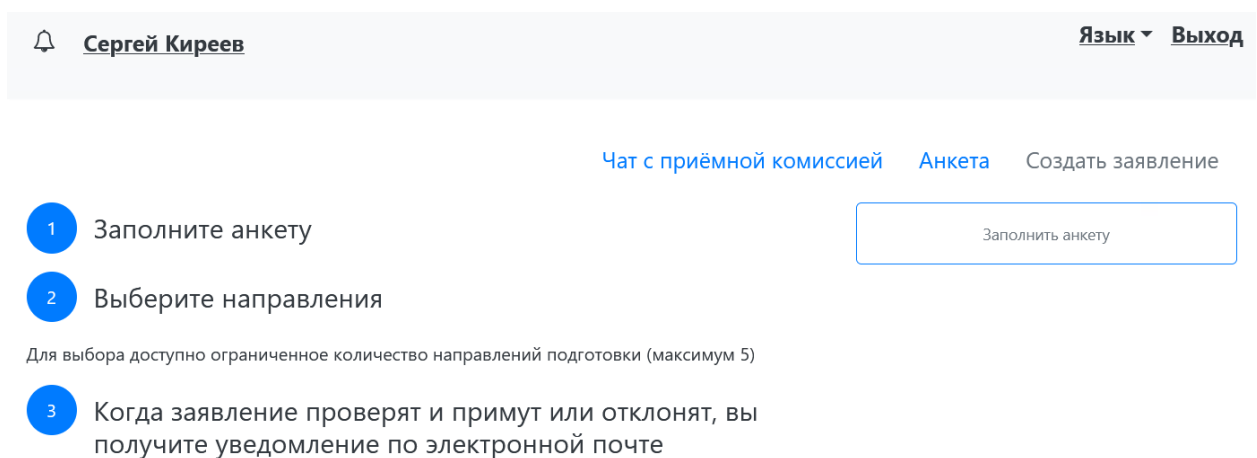 Сергей Киреев
Язык Выход
Чат с приёмной комиссией Анкета Создать заявление
1 Заполните анкету
Заполнить анкету
2 Выберите направления
Для выбора доступно ограниченное количество направлений подготовки (максимум 5)
3 Когда заявление проверят и примут или отклонят, вы
получите уведомление по электронной почте